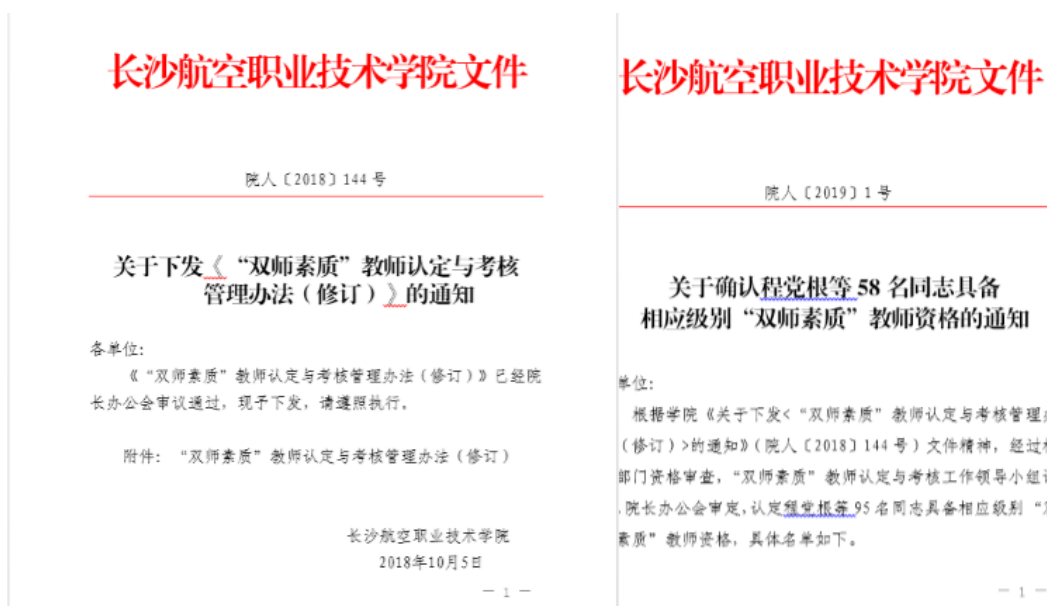 长沙航空职业技术学院文件
院人〔2018〕144 号
关于下发《 “双师素质”教师认定与考核
管理办法（修订）》的通知
各单位：
《 “双师素质”教师认定与考核管理办法（修订）》已经院
长办公会审议通过，现予下发，请遵照执行。
附件： “双师素质”教师认定与考核管理办法（修订）
长沙航空职业技术学院
2018年10月5日
— 1 —
长沙航空职业技术学院文件
院人〔2019〕1 号
关于确认程党根等 58 名同志具备
相应级别“双师素质”教师资格的通知
单位：
根据学院《关于下发< “双师素质”教师认定与考核管理
（修订）>的通知》（院人〔2018〕144 号）文件精神，经过
部门资格审查，“双师素质”教师认定与考核工作领导小组
院长办公会审定，认定程党根等 95 名同志具备相应级别“
素质”教师资格，具体名单如下。
— 1 —